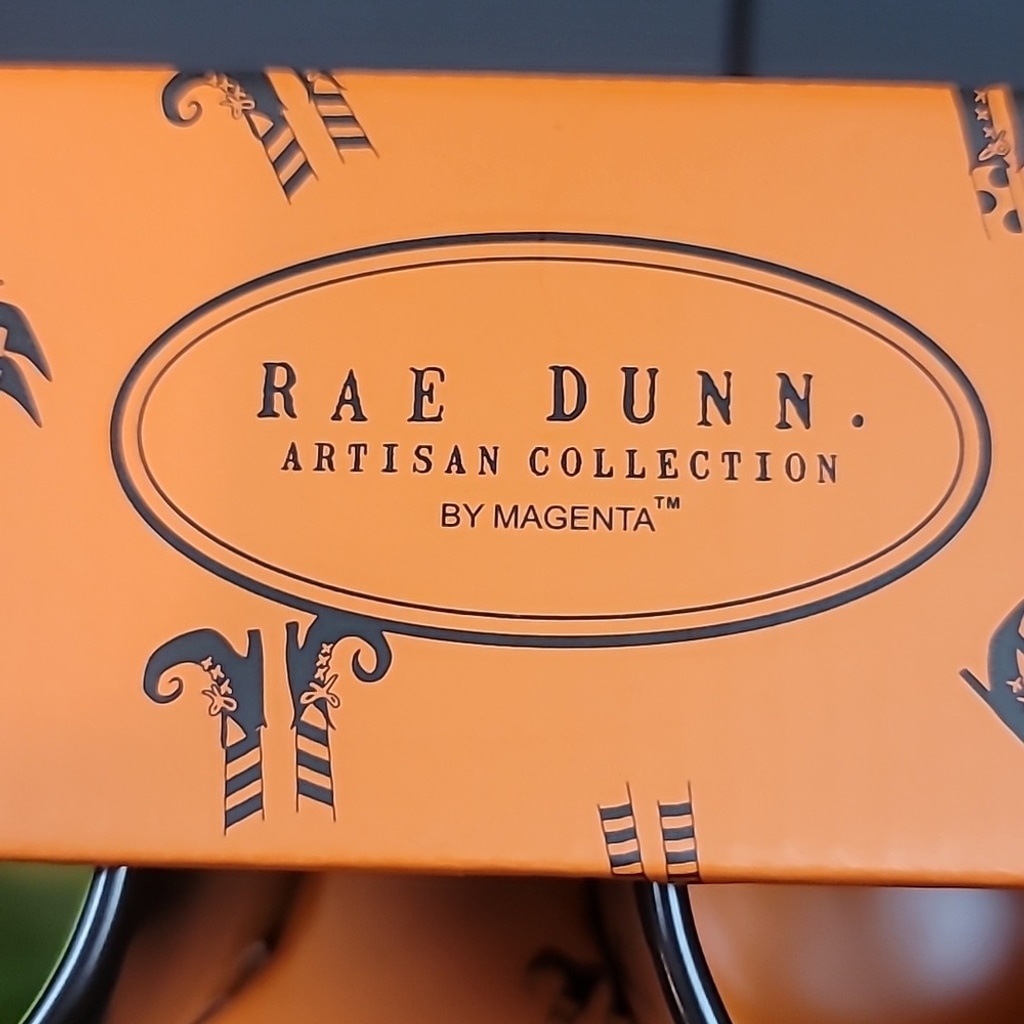 RAE DUNN.
ARTISAN COLLECTION
BY MAGENTA™